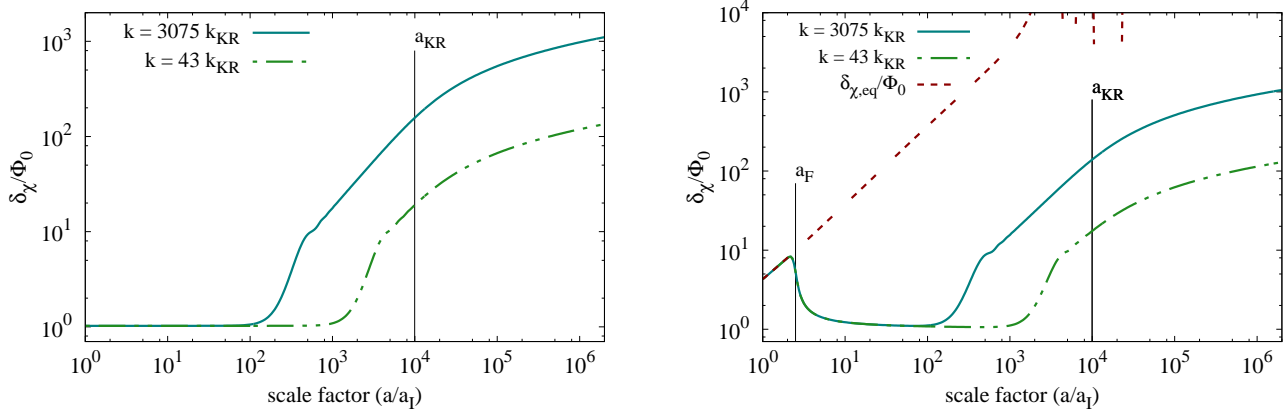 k = 3075 k_KR
k = 43 k_KR
a_KR
δ_χ/Φ_0
10^3
10^2
10^1
10^0
10^0 10^1 10^2 10^3 10^4 10^5 10^6
scale factor (a/a_I)
k = 3075 k_KR
k = 43 k_KR
δ_χ,eq/Φ_0
a_KR
a_F
δ_χ/Φ_0
10^4
10^3
10^2
10^1
10^0
10^0 10^1 10^2 10^3 10^4 10^5 10^6
scale factor (a/a_I)